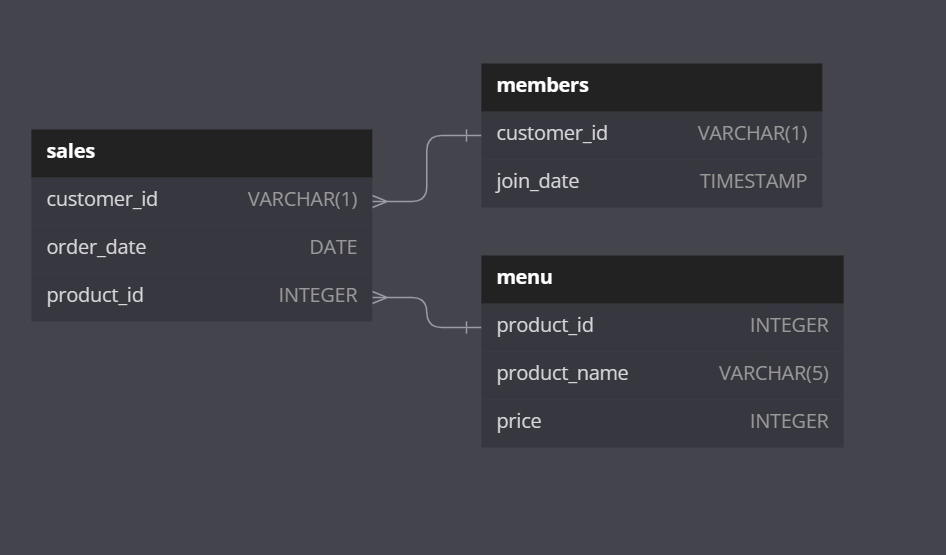 sales
customer_id VARCHAR(1)
order_date DATE
product_id INTEGER
members
customer_id VARCHAR(1)
join_date TIMESTAMP
menu
product_id INTEGER
product_name VARCHAR(5)
price INTEGER